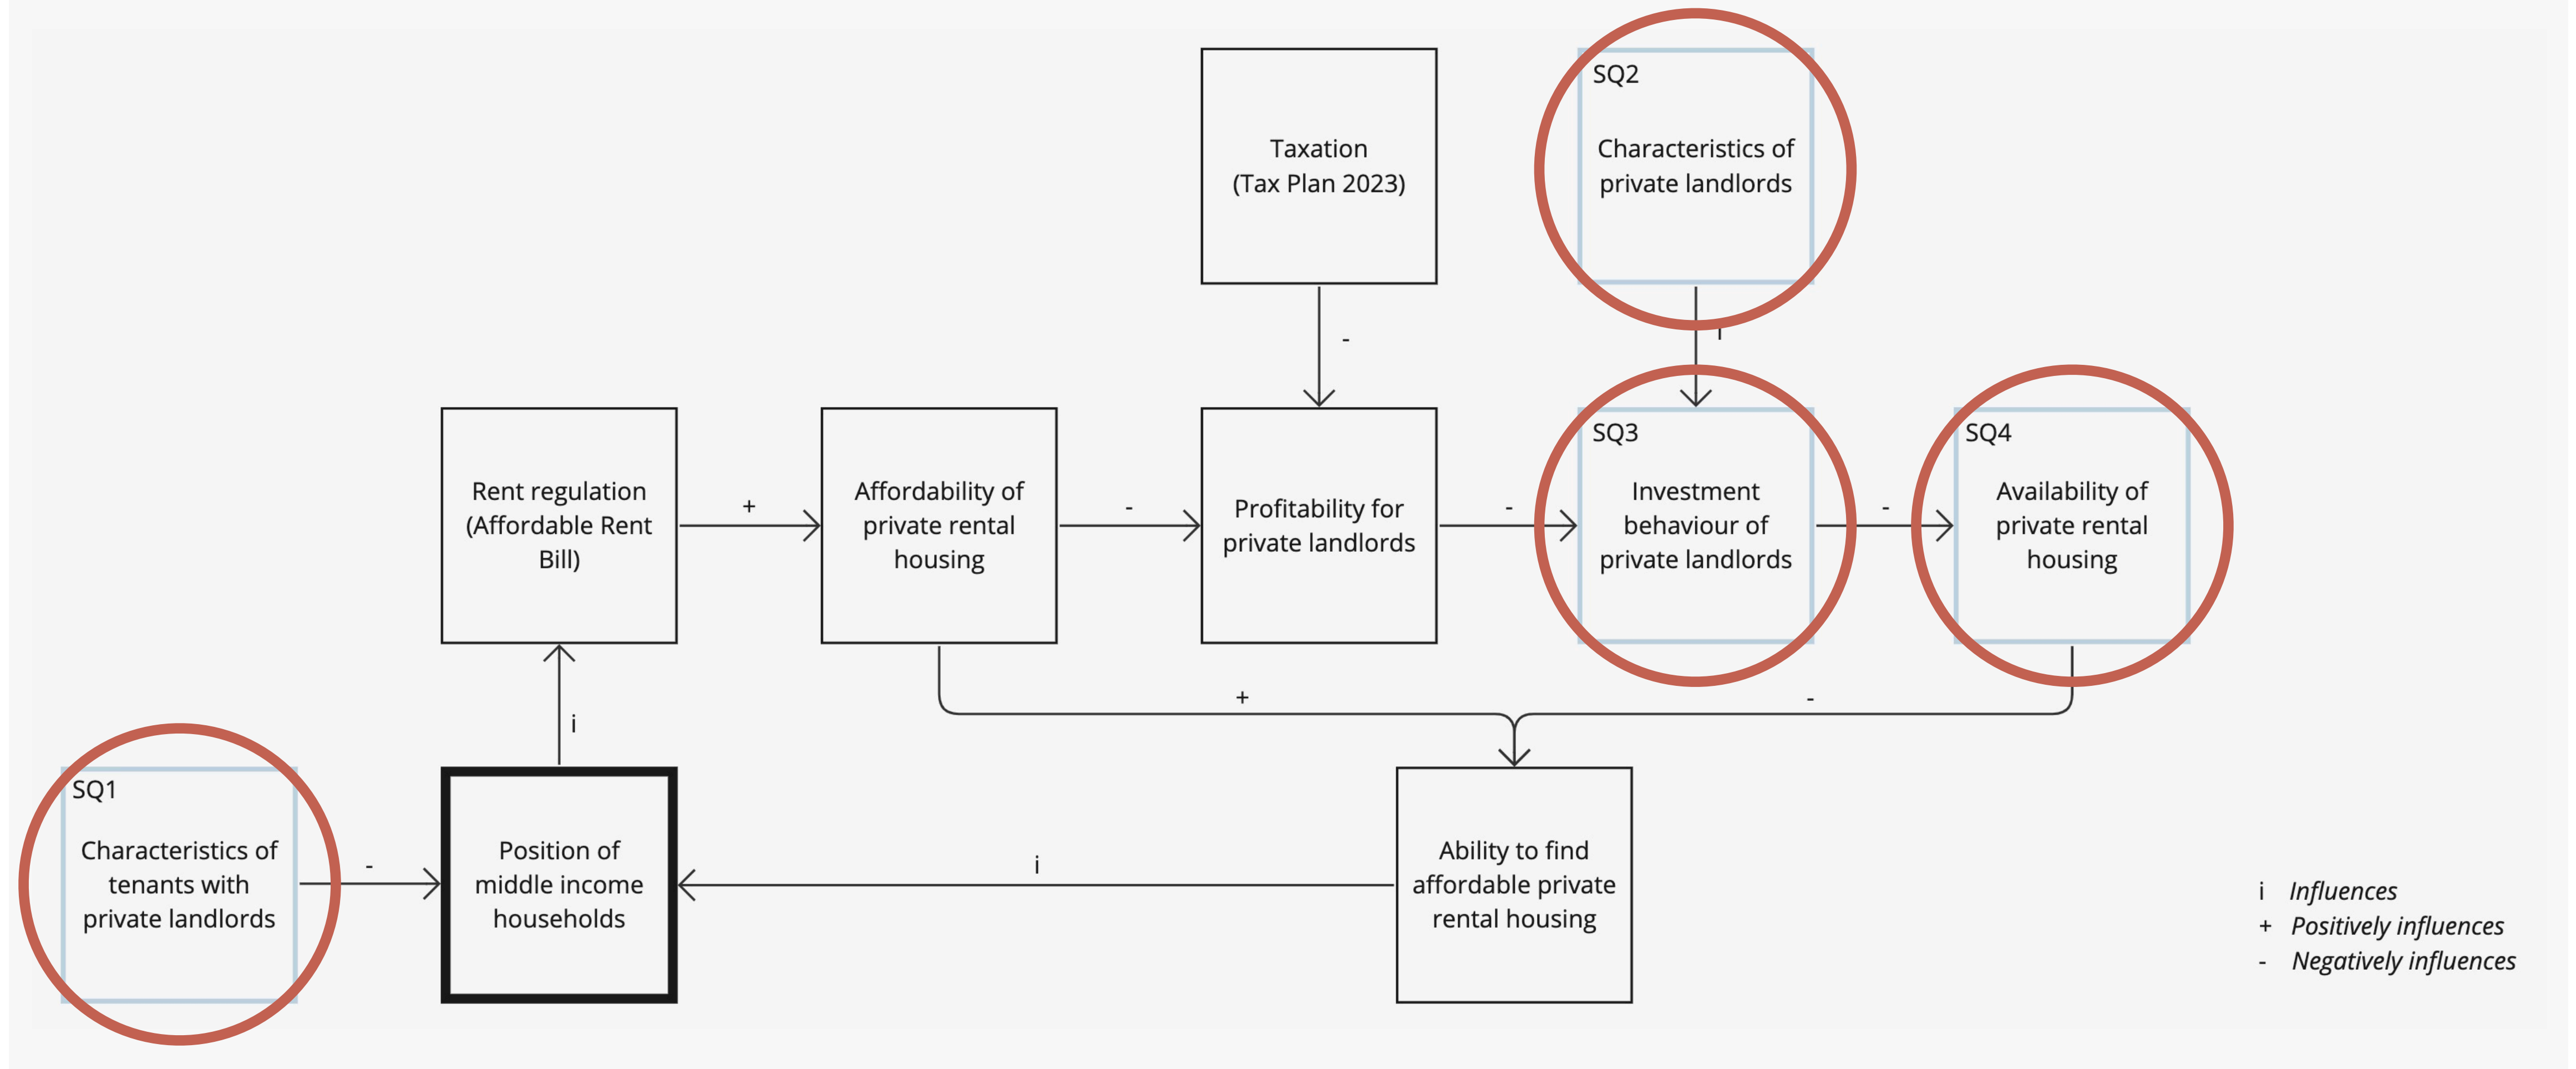 Taxation
(Tax Plan 2023)
SQ2
Characteristics of
private landlords
-
Rent regulation
(Affordable Rent
Bill)
+
Affordability of
private rental
housing
-
Profitability for
private landlords
-
SQ3
Investment
behaviour of
private landlords
-
SQ4
Availability of
private rental
housing
i
+
-
SQ1
Characteristics of
tenants with
private landlords
-
Position of
middle income
households
i
Ability to find
affordable private
rental housing
i Influences
+ Positively influences
- Negatively influences